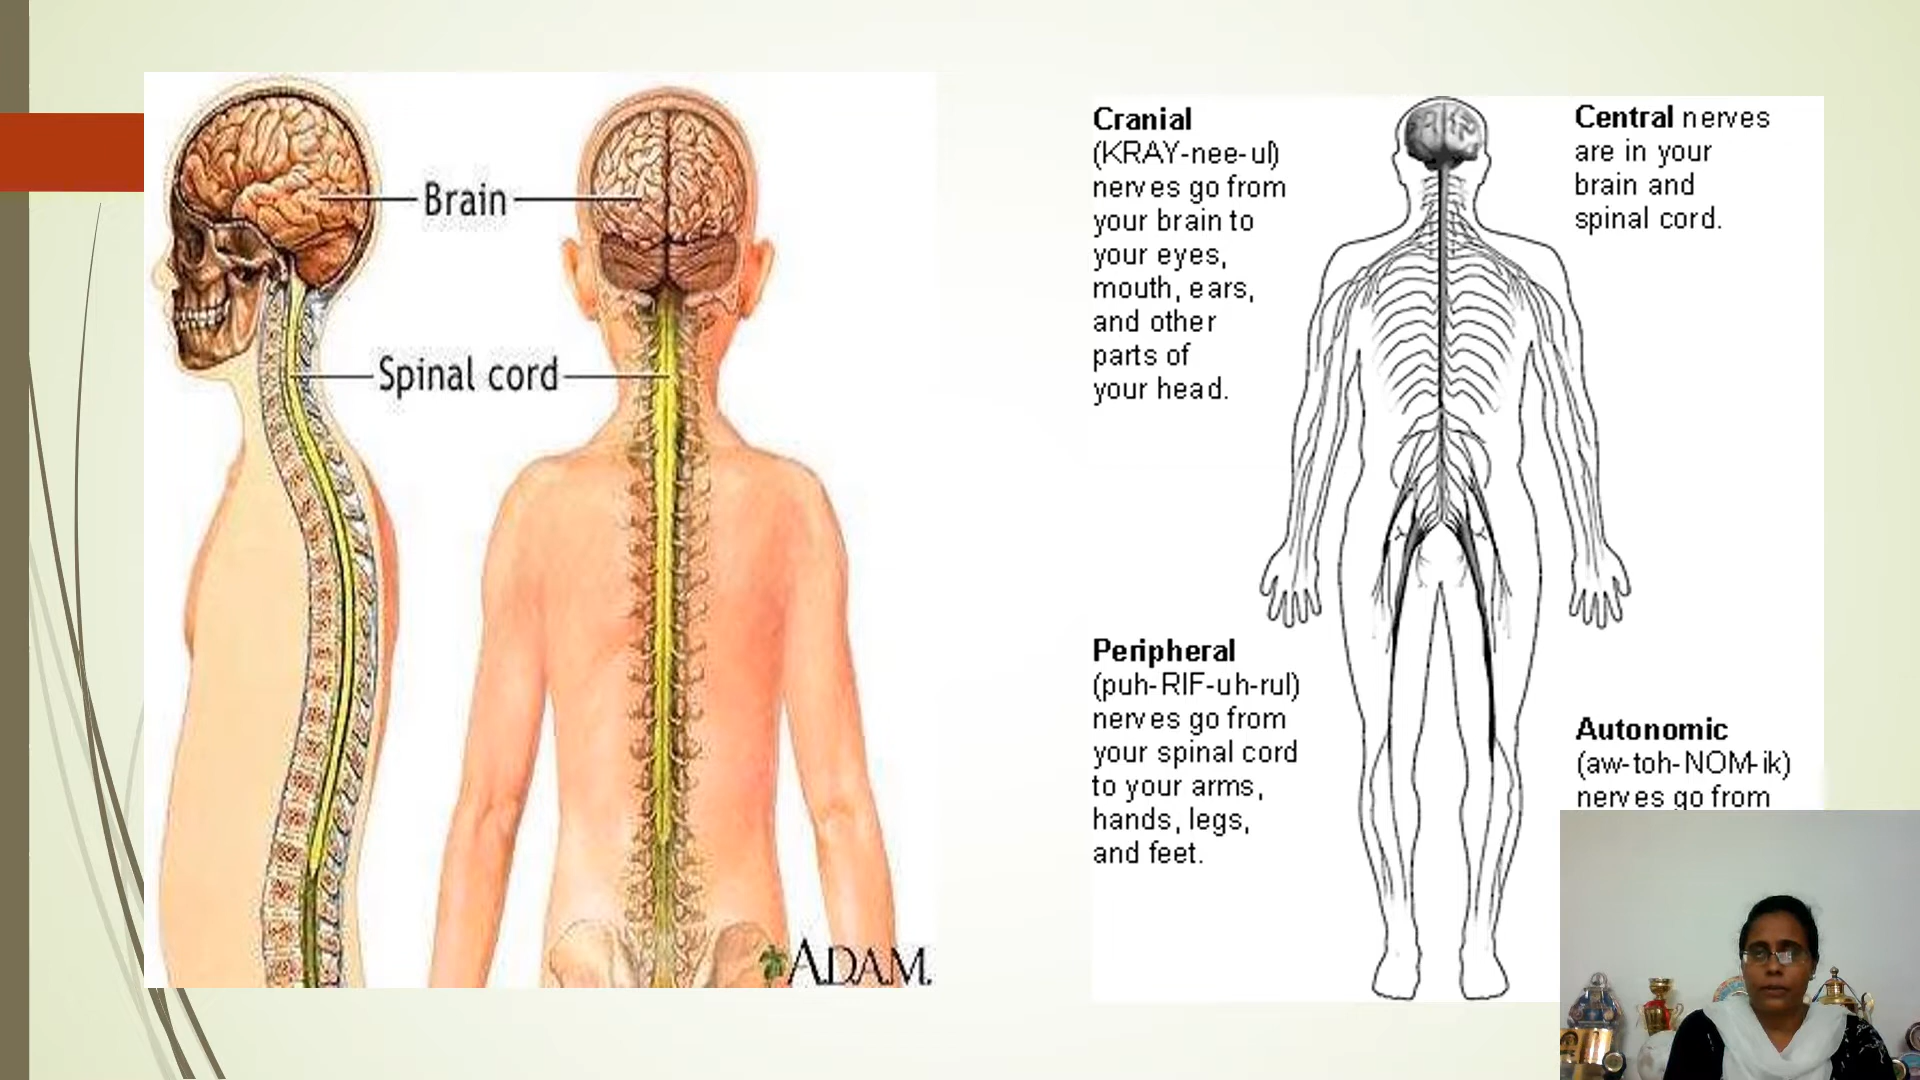 Brain
Spinal cord
ADAM.
Cranial
(KRAY-nee-ul)
nerves go from
your brain to
your eyes,
mouth, ears,
and other
parts of
your head.
Central nerves
are in your
brain and
spinal cord.
Peripheral
(puh-RIF-uh-rul)
nerves go from
your spinal cord
to your arms,
hands, legs,
and feet.
Autonomic
(aw-toh-NOM-ik)
nerves go from